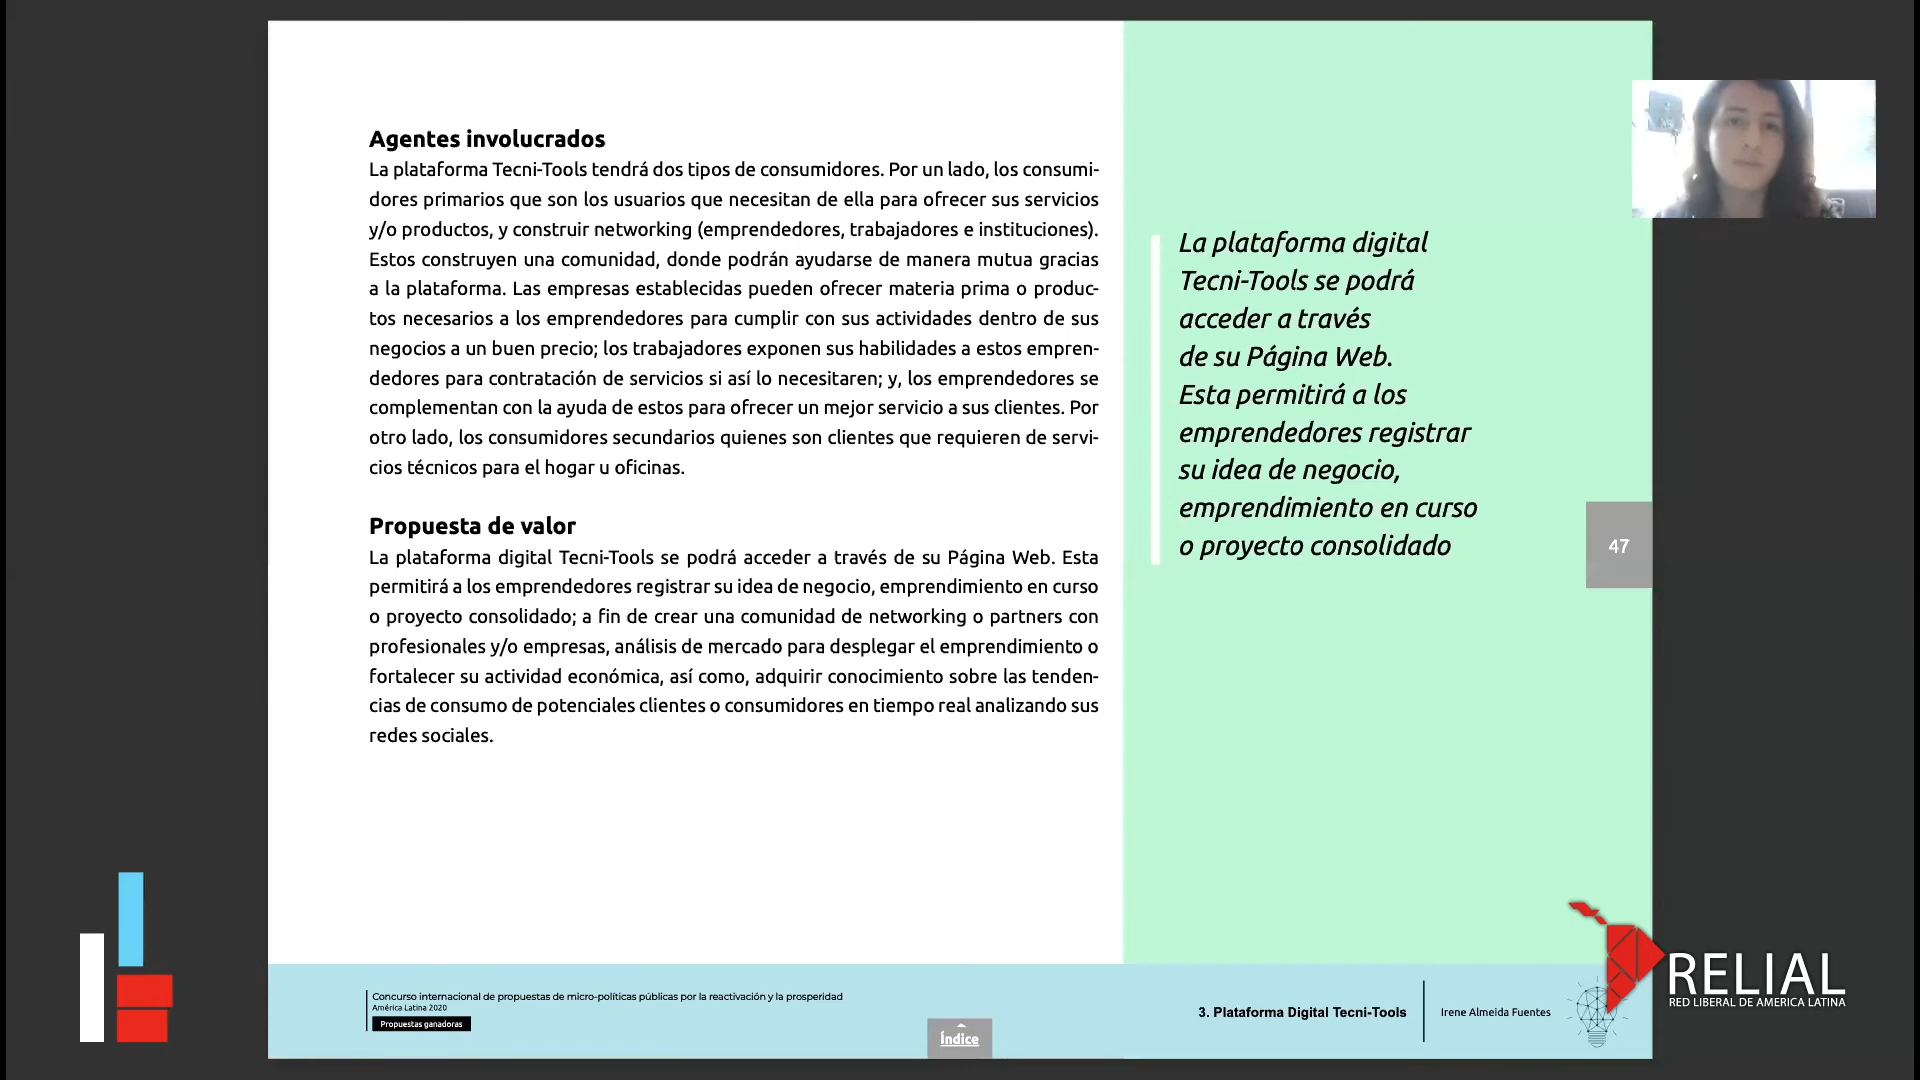 Agentes involucrados
La plataforma Tecni-Tools tendrá dos tipos de consumidores. Por un lado, los consumi-
dores primarios que son los usuarios que necesitan de ella para ofrecer sus servicios
y/o productos, y construir networking (emprendedores, trabajadores e instituciones).
Estos construyen una comunidad, donde podrán ayudarse de manera mutua gracias
a la plataforma. Las empresas establecidas pueden ofrecer materia prima o produc-
tos necesarios a los emprendedores para cumplir con sus actividades dentro de sus
negocios a un buen precio; los trabajadores exponen sus habilidades a estos empren-
dedores para contratación de servicios si así lo necesitaren; y, los emprendedores se
complementan con la ayuda de estos para ofrecer un mejor servicio a sus clientes. Por
otro lado, los consumidores secundarios quienes son clientes que requieren de servi-
cios técnicos para el hogar u oficinas.
Propuesta de valor
La plataforma digital Tecni-Tools se podrá acceder a través de su Página Web. Esta
permitirá a los emprendedores registrar su idea de negocio, emprendimiento en curso
o proyecto consolidado; a fin de crear una comunidad de networking o partners con
profesionales y/o empresas, análisis de mercado para desplegar el emprendimiento o
fortalecer su actividad económica, así como, adquirir conocimiento sobre las tenden-
cias de consumo de potenciales clientes o consumidores en tiempo real analizando sus
redes sociales.
La plataforma digital
Tecni-Tools se podrá
acceder a través
de su Página Web.
Esta permitirá a los
emprendedores registrar
su idea de negocio,
emprendimiento en curso
o proyecto consolidado
47
Concurso internacional de propuestas de micro-políticas públicas por la reactivación y la prosperidad
América Latina 2020
Propuestas ganadoras
Índice
3. Plataforma Digital Tecni-Tools
Irene Almeida Fuentes
RELIAL
RED LIBERAL DE AMERICA LATINA